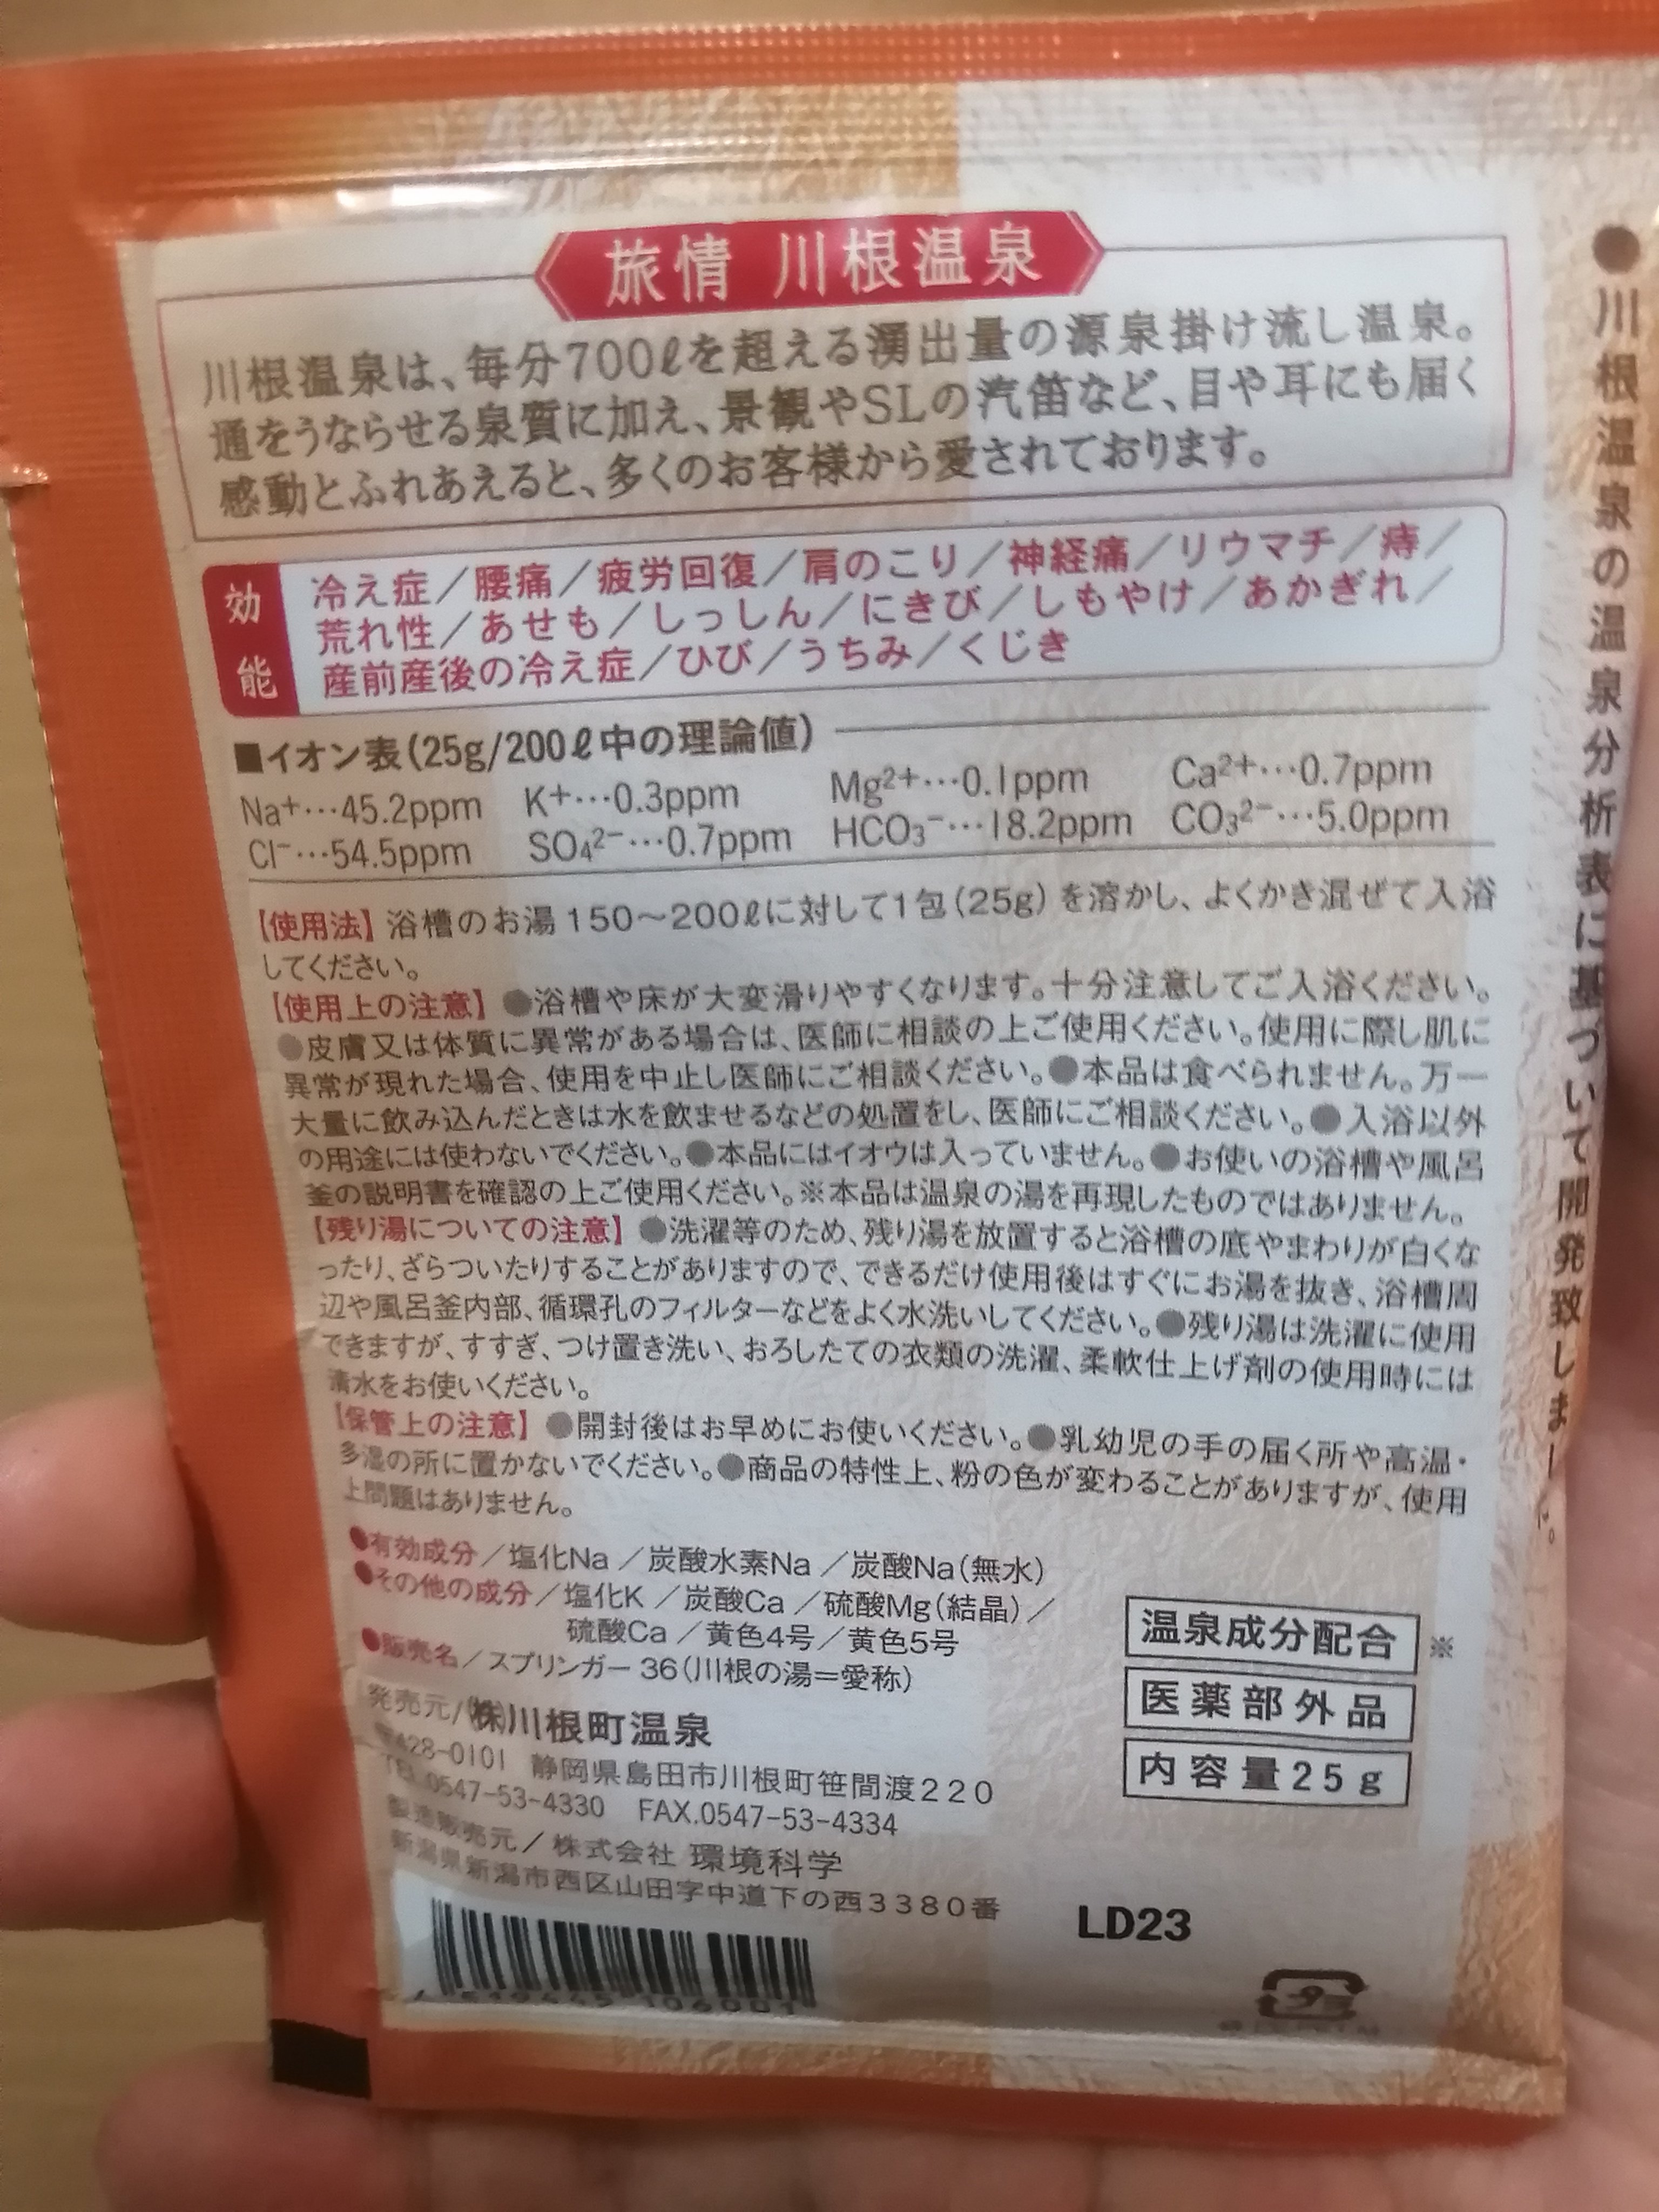 旅情 川根温泉
川根温泉は、毎分700ℓを超える湧出量の源泉掛け流し温泉。
通をうならせる泉質に加え、景観やSLの汽笛など、目や耳にも届く
感動とふれあえると、多くのお客様から愛されております。
効能
冷え症／腰痛／疲労回復／肩のこり／神経痛／リウマチ／痔／
荒れ性／あせも／しっしん／にきび／しもやけ／あかぎれ／
産前産後の冷え症／ひび／うちみ／くじき
■イオン表(25g/200ℓ中の理論値)
Na⁺…45.2ppm K⁺…0.3ppm Mg²⁺…0.1ppm Ca²⁺…0.7ppm
Cl⁻…54.5ppm SO₄²⁻…0.7ppm HCO₃⁻…18.2ppm CO₃²⁻…5.0ppm
【使用法】浴槽のお湯150〜200ℓに対して1包(25g)を溶かし、よくかき混ぜて入浴
してください。
【使用上の注意】●浴槽や床が大変滑りやすくなります。十分注意してご入浴ください。
●皮膚又は体質に異常がある場合は、医師に相談の上ご使用ください。使用に際し肌に
異常が現れた場合、使用を中止し医師にご相談ください。●本品は食べられません。万一
大量に飲み込んだときは水を飲ませるなどの処置をし、医師にご相談ください。●入浴以外
の用途には使わないでください。●本品にはイオウは入っていません。●お使いの浴槽や風呂
釜の説明書を確認の上ご使用ください。※本品は温泉の湯を再現したものではありません。
【残り湯についての注意】●洗濯等のため、残り湯を放置すると浴槽の底やまわりが白くな
ったり、ざらついたりすることがありますので、できるだけ使用後はすぐにお湯を抜き、浴槽周
辺や風呂釜内部、循環孔のフィルターなどをよく水洗いしてください。●残り湯は洗濯に使用
できますが、すすぎ、つけ置き洗い、おろしたての衣類の洗濯、柔軟仕上げ剤の使用時には
清水をお使いください。
【保管上の注意】●開封後はお早めにお使いください。●乳幼児の手の届く所や高温・
多湿の所に置かないでください。●商品の特性上、粉の色が変わることがありますが、使用
上問題はありません。
●有効成分／塩化Na／炭酸水素Na／炭酸Na(無水)
●その他の成分／塩化K／炭酸Ca／硫酸Mg(結晶)／
硫酸Ca／黄色4号／黄色5号
●販売名／スプリンガー36(川根の湯=愛称)
発売元/(株)川根町温泉
〒428-0101 静岡県島田市川根町笹間渡220
TEL.0547-53-4330 FAX.0547-53-4334
製造販売元／株式会社 環境科学
新潟県新潟市西区山田字中道下の西3380番
温泉成分配合 ※
医薬部外品
内容量25g
LD23
●川根温泉の温泉分析表に基づいて開発致しました。